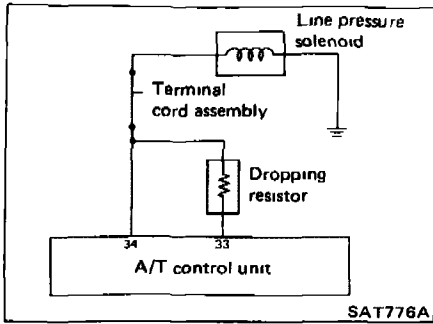 Line pressure
solenoid
Terminal
cord assembly
Dropping
resistor
34 33
A/T control unit
SAT776A